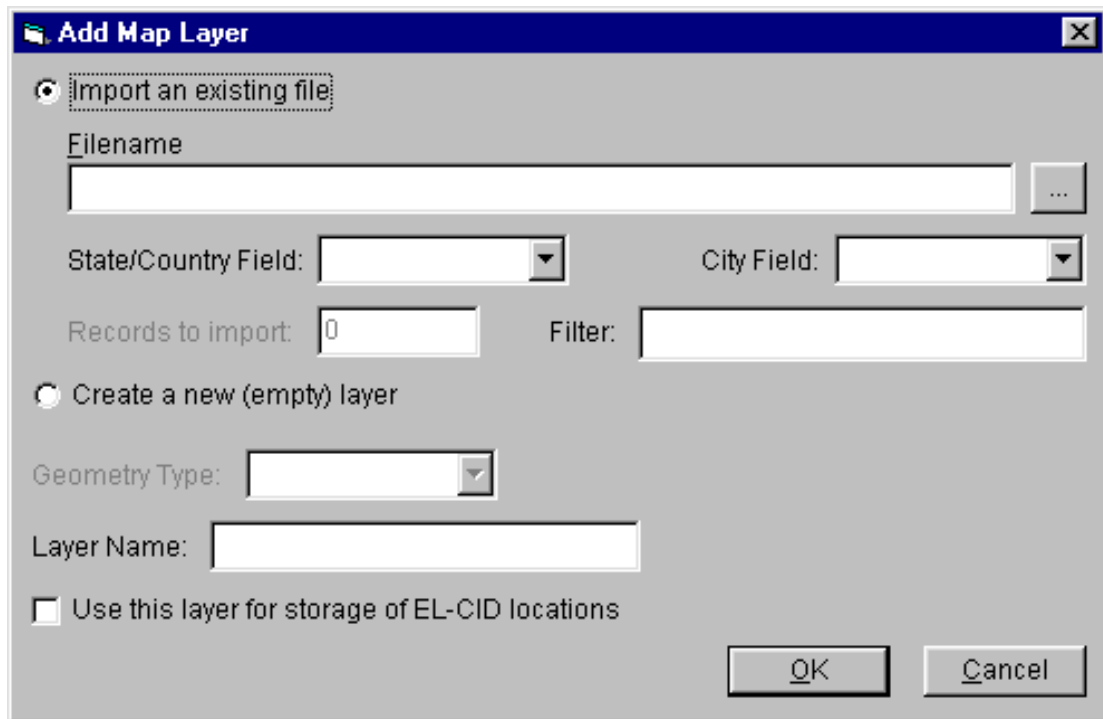 Add Map Layer
Import an existing file
Filename
...
State/Country Field: City Field:
Records to import: 0 Filter:
Create a new (empty) layer
Geometry Type:
Layer Name:
Use this layer for storage of EL-CID locations
OK Cancel